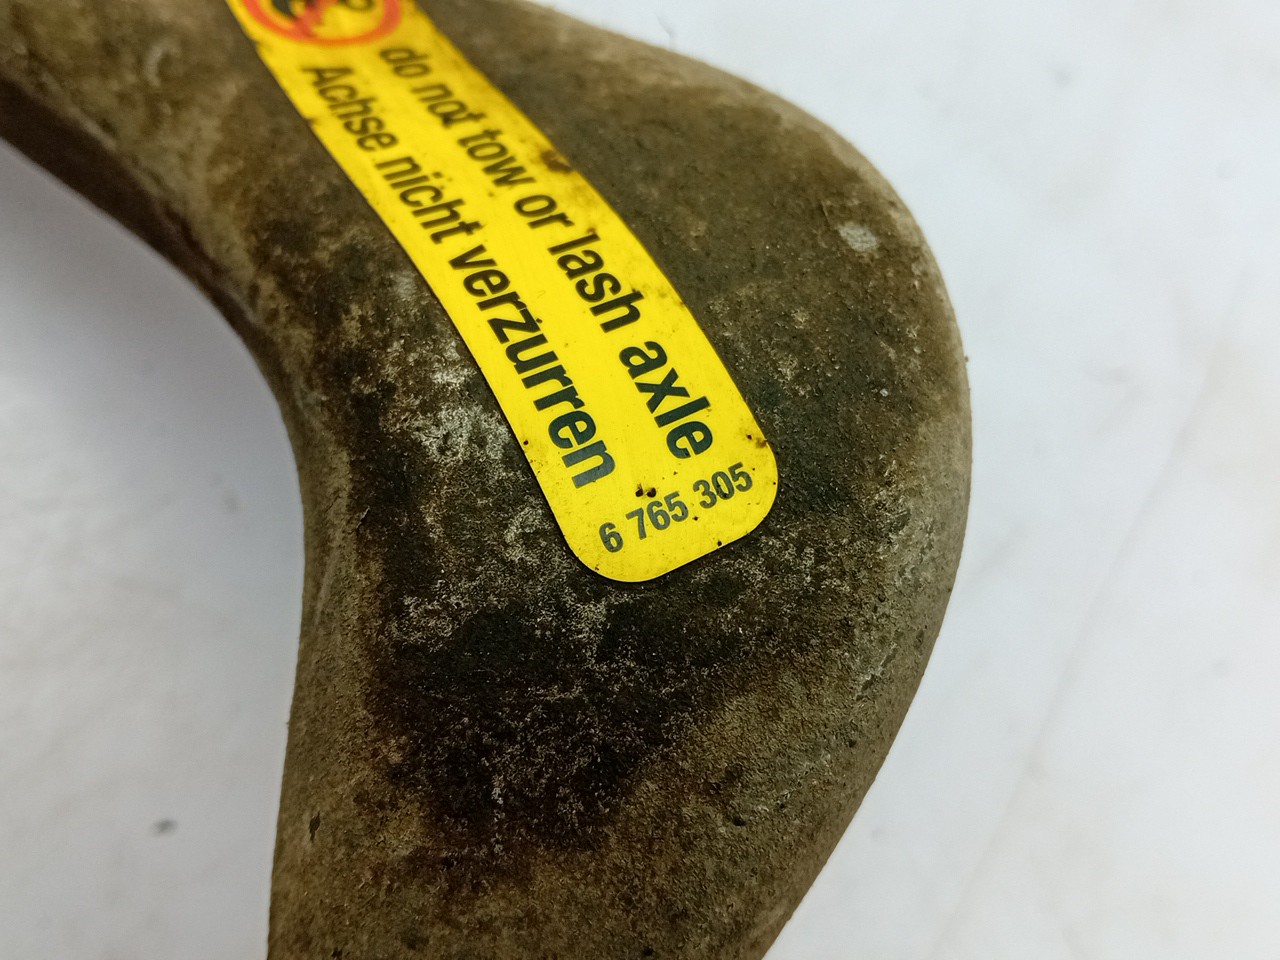 do not tow or lash axle
Achse nicht verzurren
6 765 305